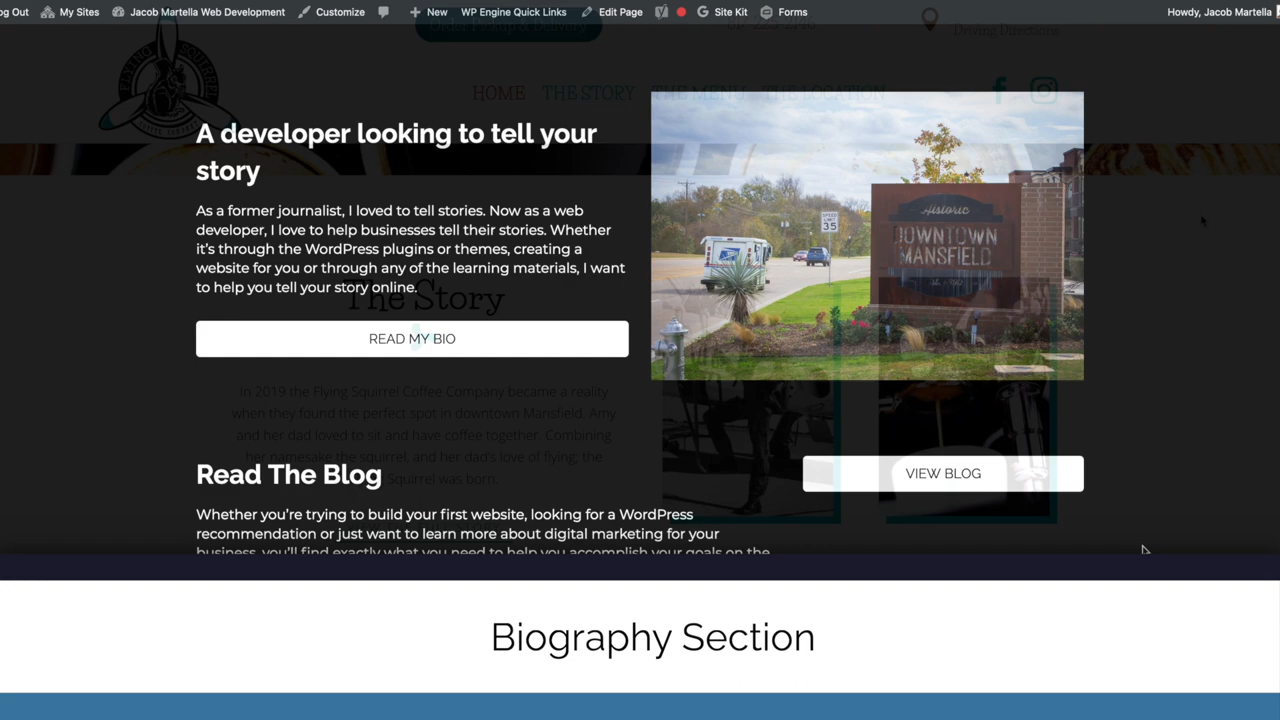 og Out My Sites Jacob Martella Web Development Customize New WP Engine Quick Links Edit Page Site Kit Forms Howdy, Jacob Martella
Order Pickup & Delivery
Driving Directions
FLYING SQUIRREL
HOME THE STORY THE MENU THE LOCATION
A developer looking to tell your
story
As a former journalist, I loved to tell stories. Now as a web
developer, I love to help businesses tell their stories. Whether
it's through the WordPress plugins or themes, creating a
website for you or through any of the learning materials, I want
to help you tell your story online.
The Story
READ MY BIO
SPEED
LIMIT
35
Historic
DOWNTOWN
MANSFIELD
In 2019 the Flying Squirrel Coffee Company became a reality
when they found the perfect spot in downtown Mansfield. Amy
and her dad loved to sit and have coffee together. Combining
her namesake the squirrel, and her dad's love of flying; the
Squirrel was born.
Read The Blog
VIEW BLOG
Whether you're trying to build your first website, looking for a WordPress
recommendation or just want to learn more about digital marketing for your
business, you'll find exactly what you need to help you accomplish your goals on the
Biography Section